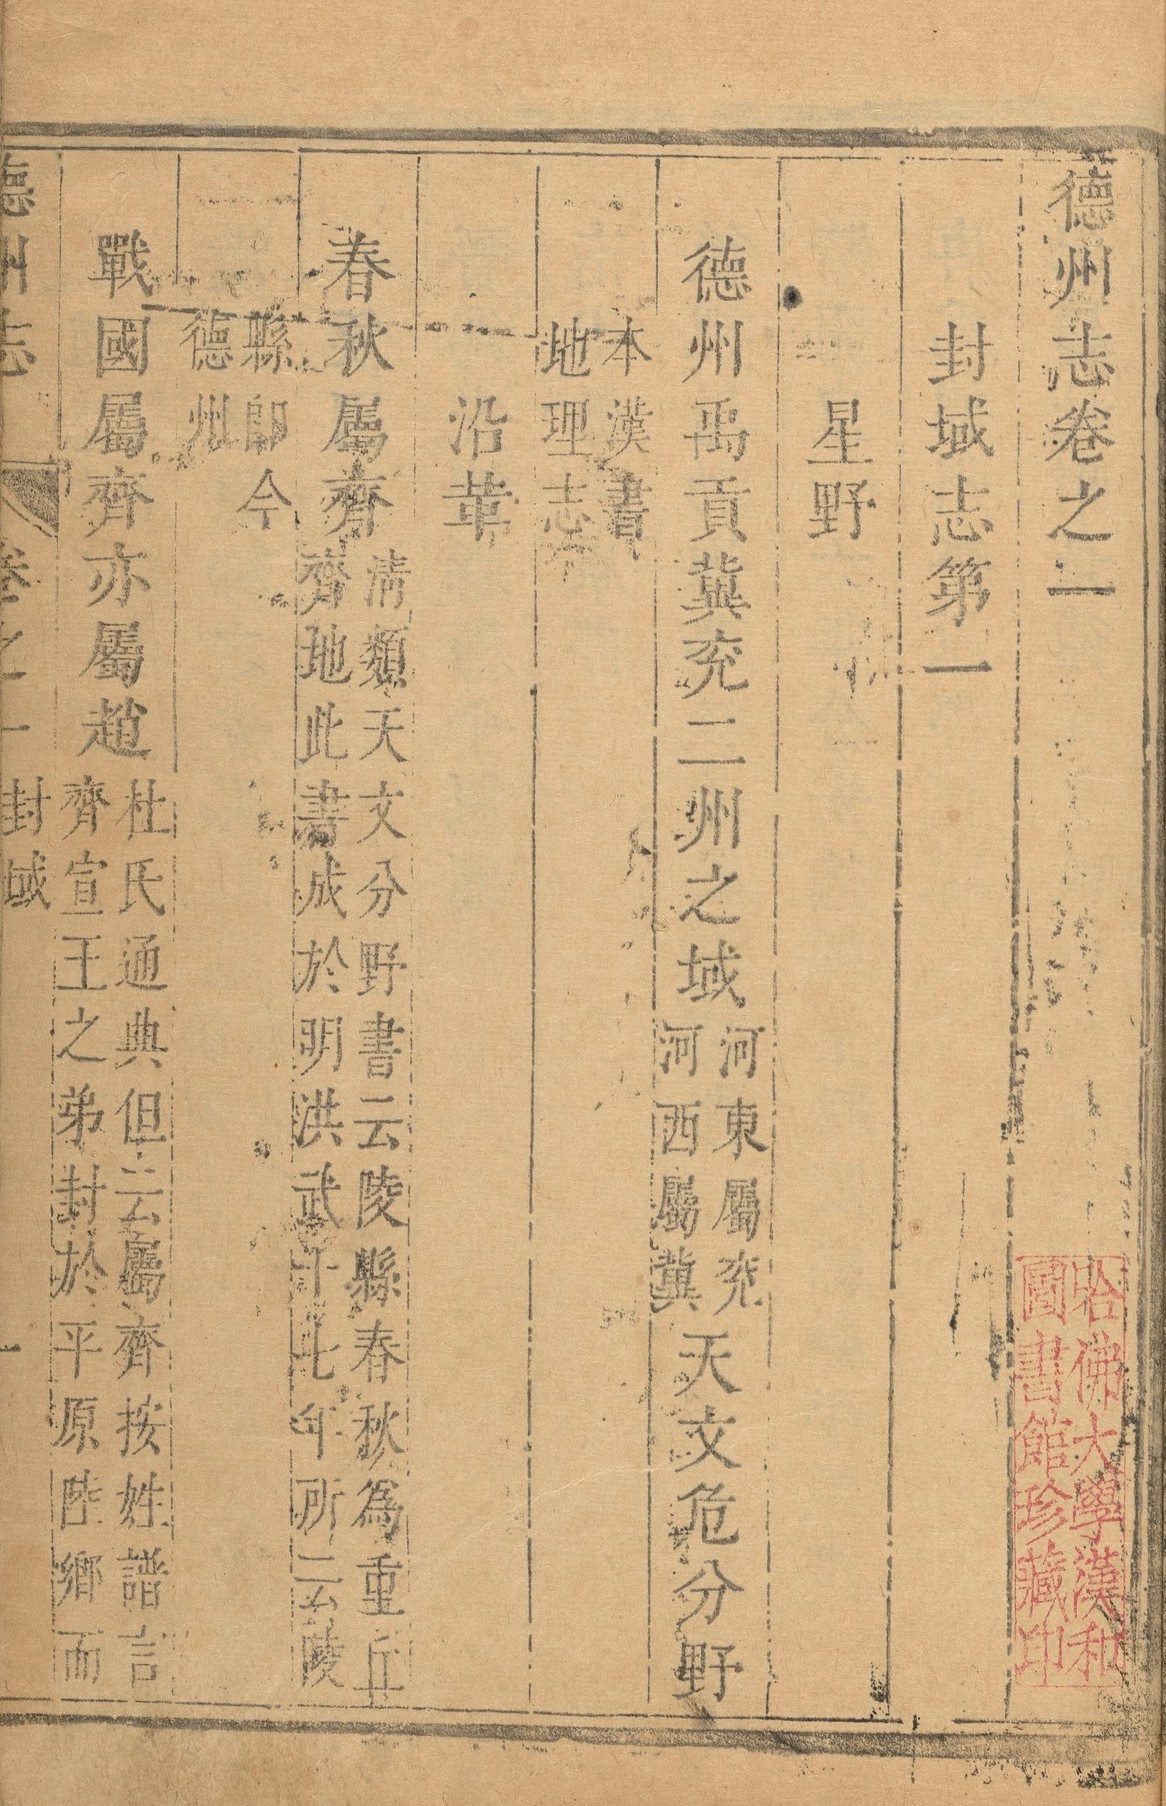 德州志卷之一
封域志第一
星野
德州禹貢冀兖二州之域河東屬兖河西屬冀天文危分野
本漢書地理志
沿革
春秋屬齊淸類天文分野書云陵縣春秋為重丘齊地此書成於明洪武十七年所云陵
縣即今德州
戰國屬齊亦屬趙杜氏通典但云屬齊按姓譜言齊宣王之弟封於平原陸鄉而
德州志 卷之一 封域 一
哈佛大學漢和圖書館珍藏印